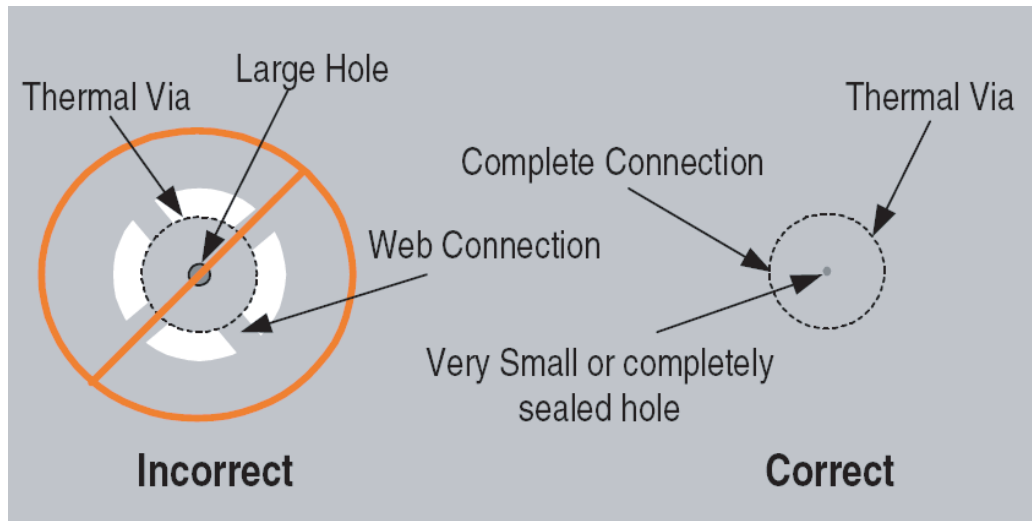 Large Hole
Thermal Via
Web Connection
Incorrect
Thermal Via
Complete Connection
Very Small or completely
sealed hole
Correct